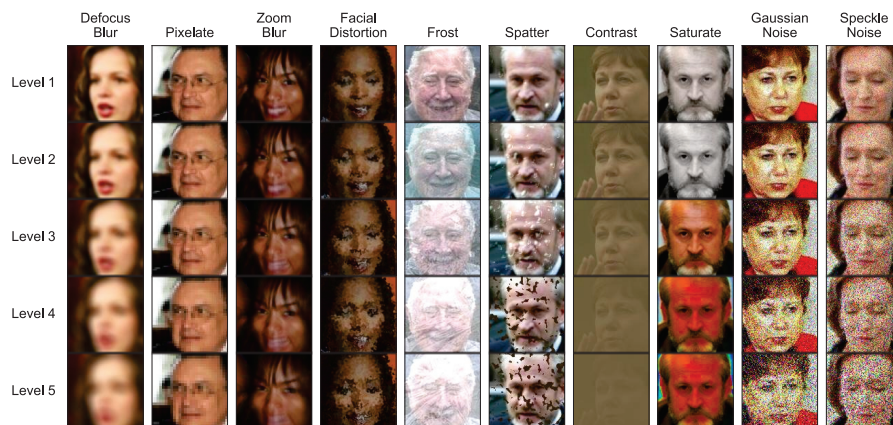 Defocus
Blur
Pixelate
Zoom
Blur
Facial
Distortion
Frost
Spatter
Contrast
Saturate
Gaussian
Noise
Speckle
Noise
Level 1
Level 2
Level 3
Level 4
Level 5